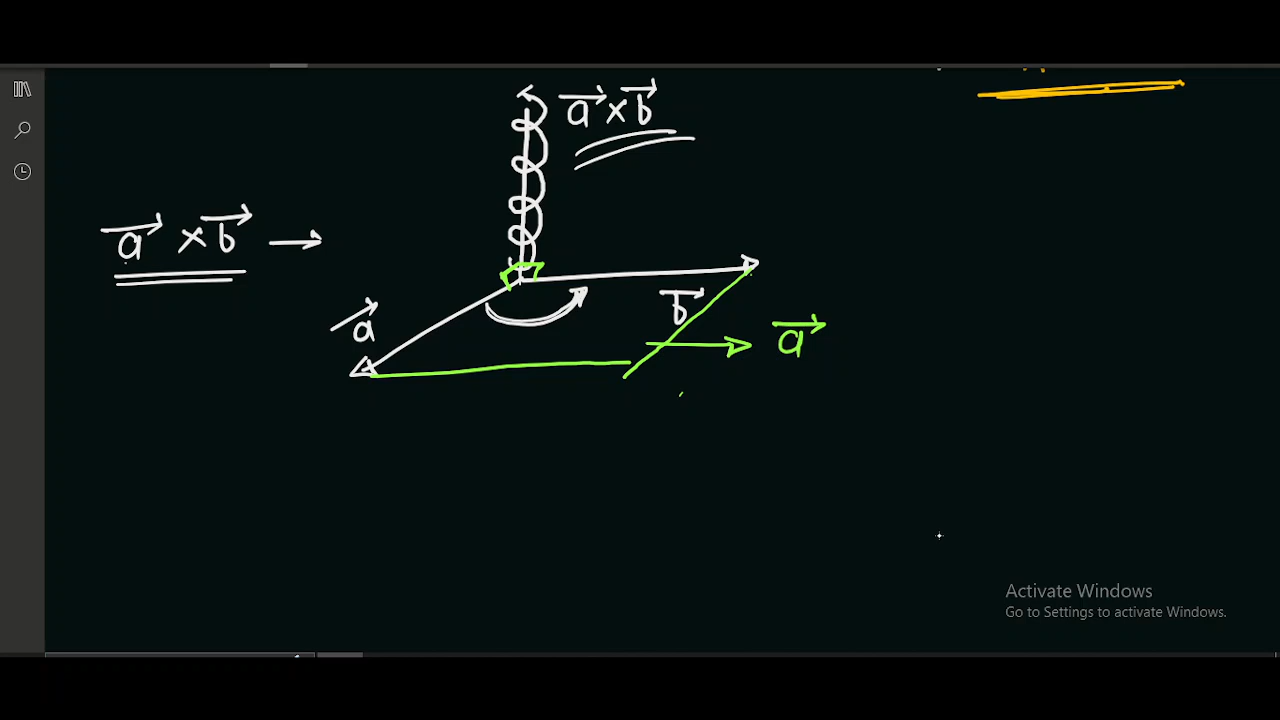 a⃗ × b⃗
a⃗ × b⃗ →
a⃗
b⃗
a⃗
Activate Windows
Go to Settings to activate Windows.